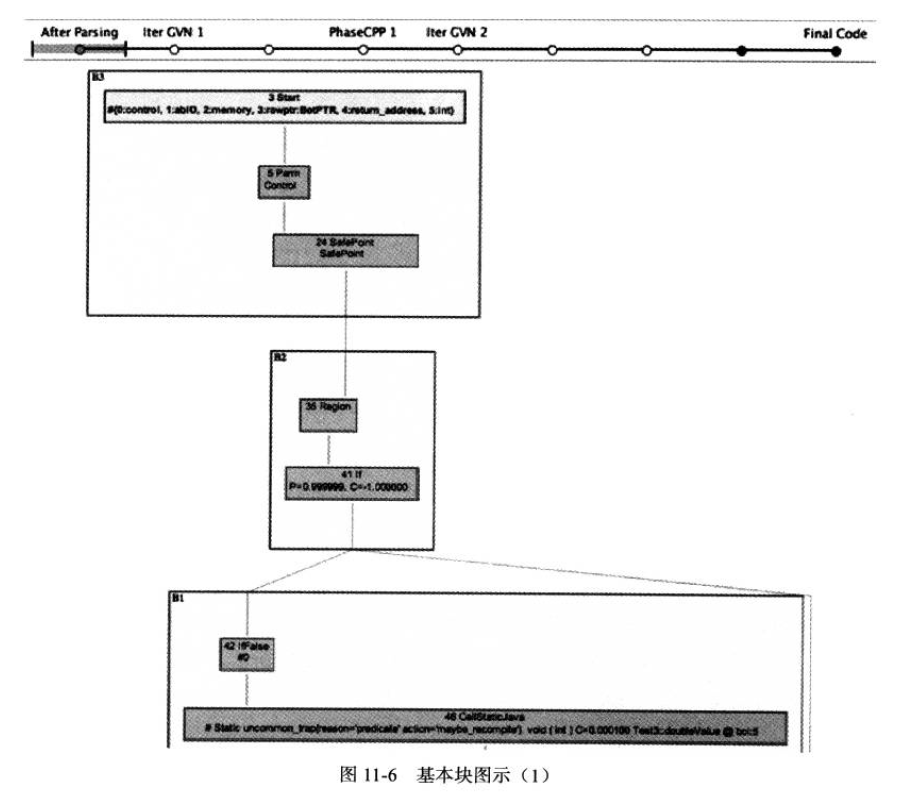 After Parsing Iter GVN 1 PhaseCPP 1 Iter GVN 2 Final Code
B3
3 Start
#{0:control, 1:abIO, 2:memory, 3:rawptr:BotPTR, 4:return_address, 5:int}
5 Parm
Control
24 SafePoint
SafePoint
B2
35 Region
41 If
P=0.999999, C=-1.000000
B1
42 IfFalse
#0
CallStaticJava
# Static uncommon_trap(reason='predicate' action='maybe_recompile') void ( int ) C=0.000100 Test3::doubleValue @ bci:5
图 11-6 基本块图示（1）